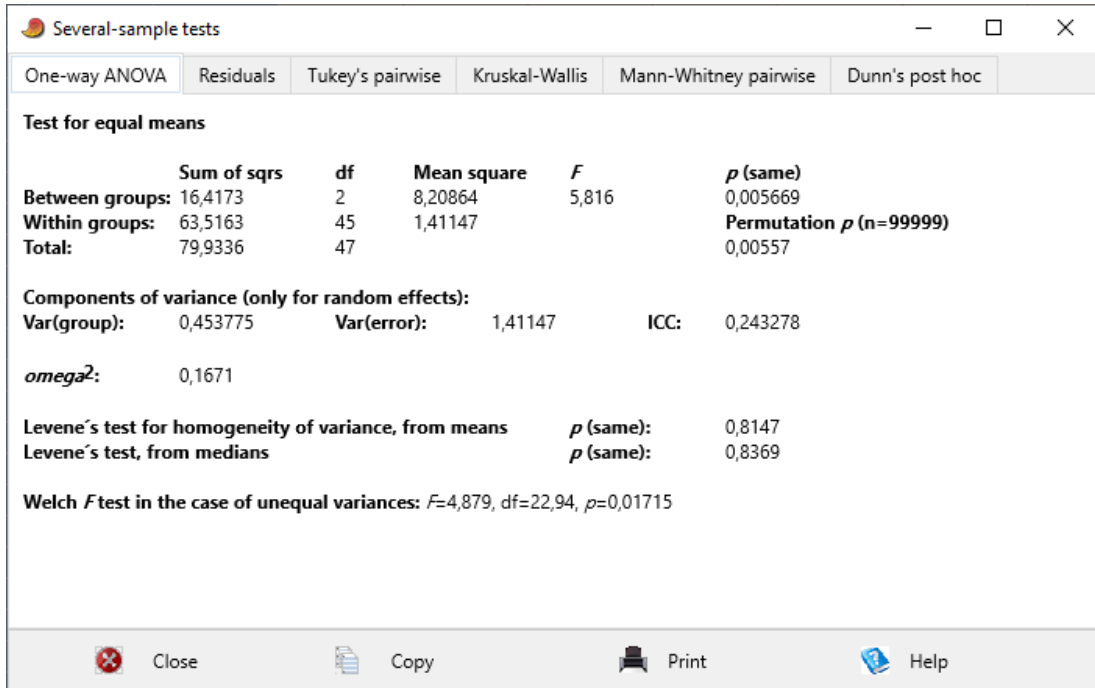 Several-sample tests
One-way ANOVA Residuals Tukey's pairwise Kruskal-Wallis Mann-Whitney pairwise Dunn's post hoc
Test for equal means
Sum of sqrs df Mean square F p (same)
Between groups: 16,4173 2 8,20864 5,816 0,005669
Within groups: 63,5163 45 1,41147 Permutation p (n=99999)
Total: 79,9336 47 0,00557
Components of variance (only for random effects):
Var(group): 0,453775 Var(error): 1,41147 ICC: 0,243278
omega2: 0,1671
Levene´s test for homogeneity of variance, from means p (same): 0,8147
Levene´s test, from medians p (same): 0,8369
Welch F test in the case of unequal variances: F=4,879, df=22,94, p=0,01715
Close Copy Print Help